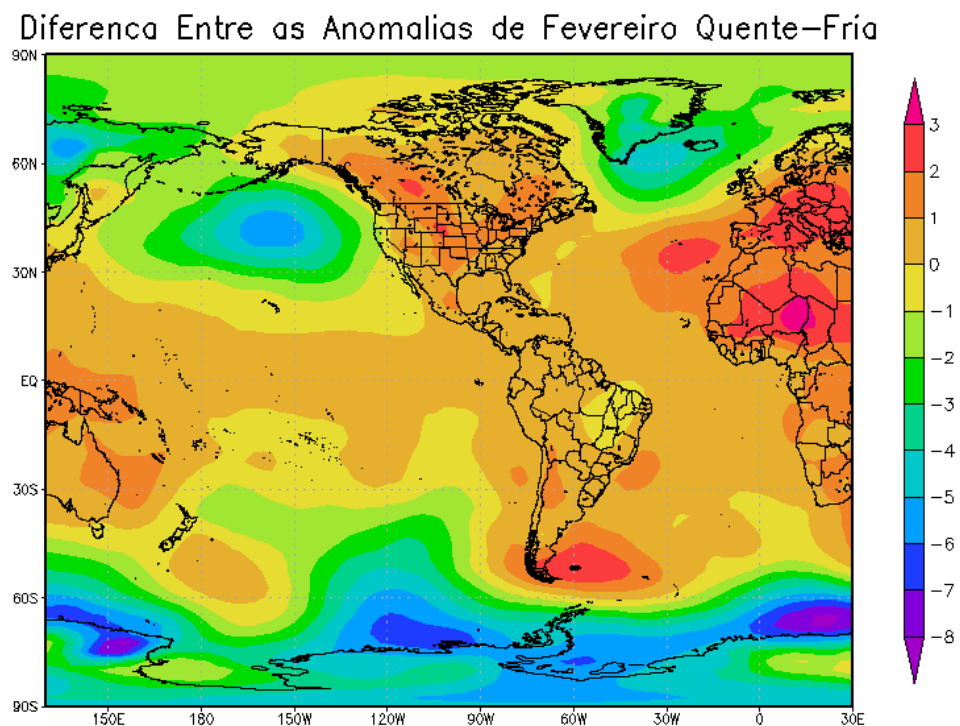 Diferenca Entre as Anomalias de Fevereiro Quente-Fria
90N
60N
30N
EQ
30S
60S
90S
150E 180 150W 120W 90W 60W 30W 0 30E
3
2
1
0
-1
-2
-3
-4
-5
-6
-7
-8